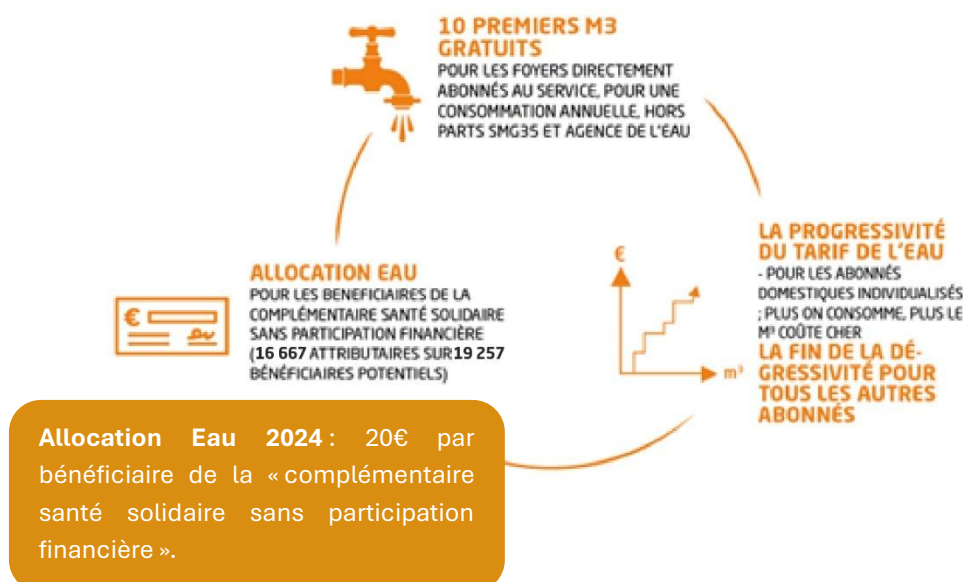 10 PREMIERS M3
GRATUITS
POUR LES FOYERS DIRECTEMENT
ABONNÉS AU SERVICE, POUR UNE
CONSOMMATION ANNUELLE, HORS
PARTS SMG35 ET AGENCE DE L'EAU
LA PROGRESSIVITÉ
DU TARIF DE L'EAU
- POUR LES ABONNÉS
DOMESTIQUES INDIVIDUALISÉS
; PLUS ON CONSOMME, PLUS LE
M³ COÛTE CHER
LA FIN DE LA DÉ-
GRESSIVITÉ POUR
TOUS LES AUTRES
ABONNÉS
€
m³
ALLOCATION EAU
POUR LES BENEFICIAIRES DE LA
COMPLÉMENTAIRE SANTÉ SOLIDAIRE
SANS PARTICIPATION FINANCIÈRE
(16 667 ATTRIBUTAIRES SUR 19 257
BÉNÉFICIAIRES POTENTIELS)
€
Allocation Eau 2024 : 20€ par
bénéficiaire de la « complémentaire
santé solidaire sans participation
financière ».